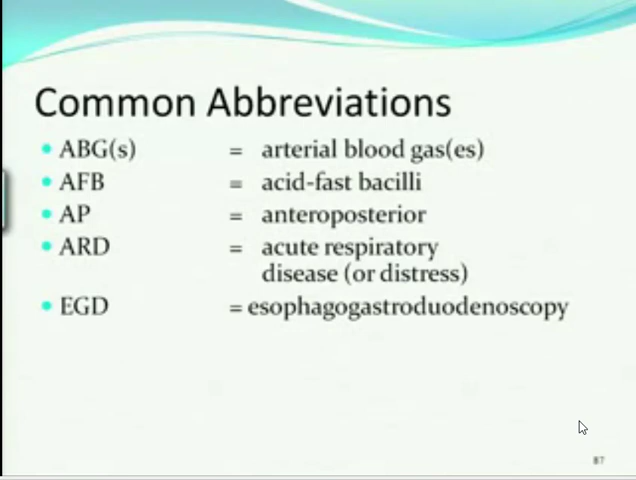 Common Abbreviations
• ABG(s) = arterial blood gas(es)
• AFB = acid-fast bacilli
• AP = anteroposterior
• ARD = acute respiratory
disease (or distress)
• EGD = esophagogastroduodenoscopy
87